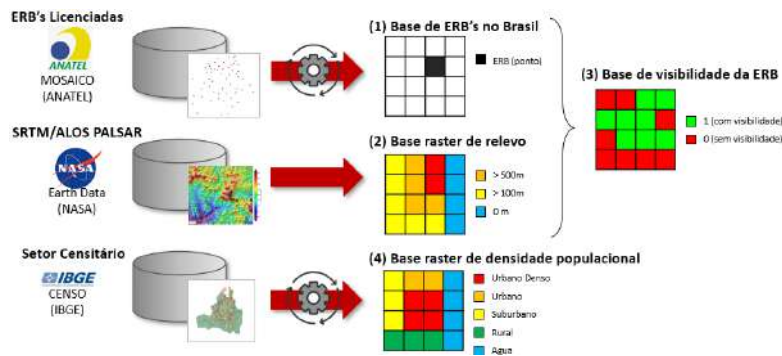 ERB's Licenciadas
ANATEL
MOSAICO
(ANATEL)
(1) Base de ERB's no Brasil
ERB (ponto)
(3) Base de visibilidade da ERB
1 (com visibilidade)
0 (sem visibilidade)
SRTM/ALOS PALSAR
NASA
Earth Data
(NASA)
(2) Base raster de relevo
> 500m
> 100m
0 m
Setor Censitário
IBGE
CENSO
(IBGE)
(4) Base raster de densidade populacional
Urbano Denso
Urbano
Suburbano
Rural
Agua